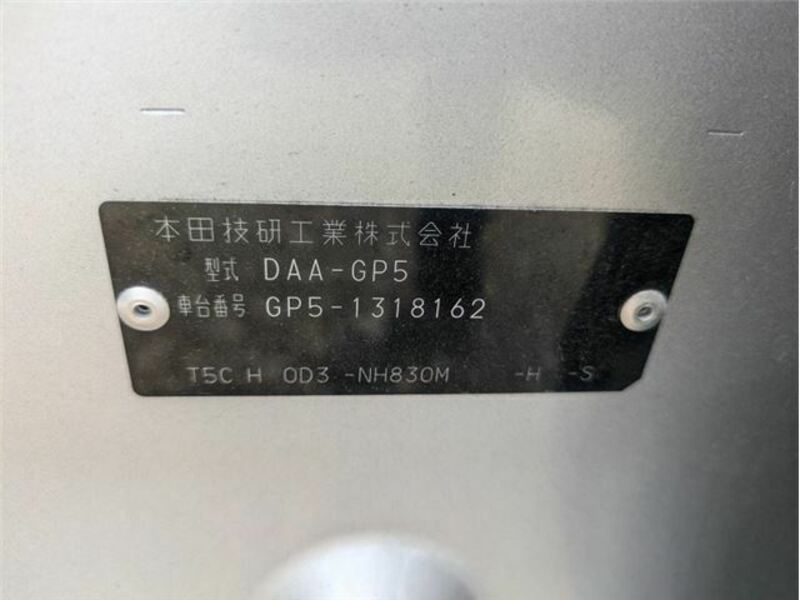 本田技研工業株式会社
型式 DAA-GP5
車台番号 GP5-1318162
T5C H 0D3 -NH830M -H -S